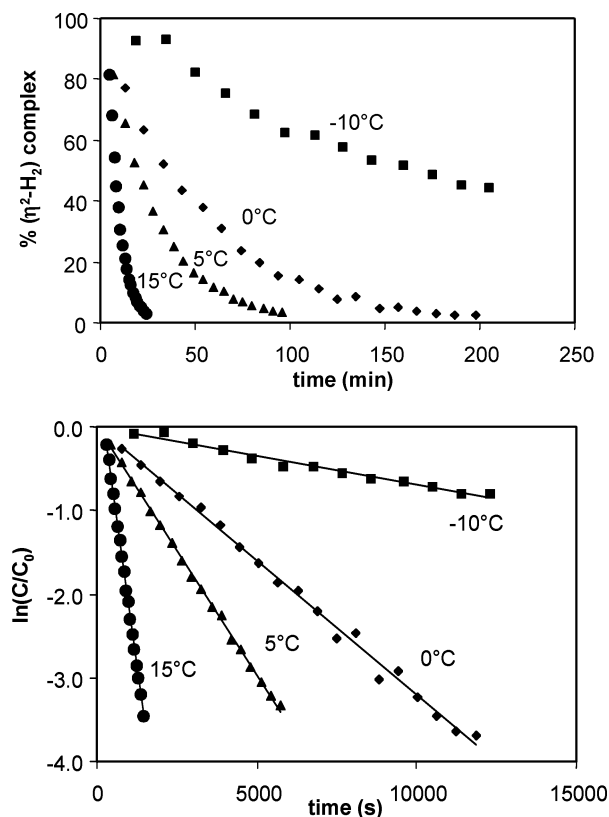 100
80
60
40
20
0
% (η²-H₂) complex
-10°C
0°C
5°C
15°C
0 50 100 150 200 250
time (min)
0.0
-1.0
-2.0
-3.0
-4.0
ln(C/C₀)
-10°C
0°C
5°C
15°C
0 5000 10000 15000
time (s)